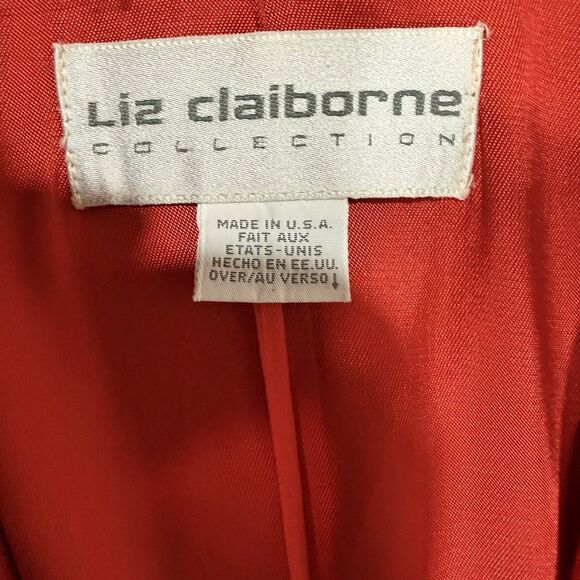 Liz claiborne
COLLECTION
MADE IN U.S.A.
FAIT AUX
ETATS-UNIS
HECHO EN EE.UU.
OVER/AU VERSO↓